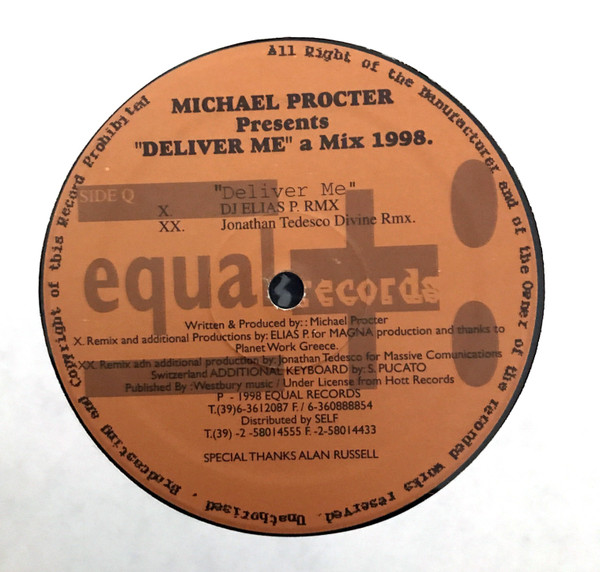 All Right of the Manufacturer and of the Owner of the recorded works reserved. Unathorised, Brodcasting and Copyright of this Record Prohibited
MICHAEL PROCTER
Presents
"DELIVER ME" a Mix 1998.
SIDE Q
"Deliver Me"
X. DJ ELIAS P. RMX
XX. Jonathan Tedesco Divine Rmx.
equal records
Written & Produced by: : Michael Procter
X. Remix and additional Productions by: ELIAS P. for MAGNA production and thanks to
Planet Work Greece.
XX. Remix adn additional production by: Jonathan Tedesco for Massive Comunications
Switzerland ADDITIONAL KEYBOARD by: S. PUCATO
Published By : Westbury music / Under License from Hott Records
P - 1998 EQUAL RECORDS
T.(39)6-3612087 F. / 6-360888854
Distributed by SELF
T.(39) -2 -58014555 F. -2-58014433
SPECIAL THANKS ALAN RUSSELL